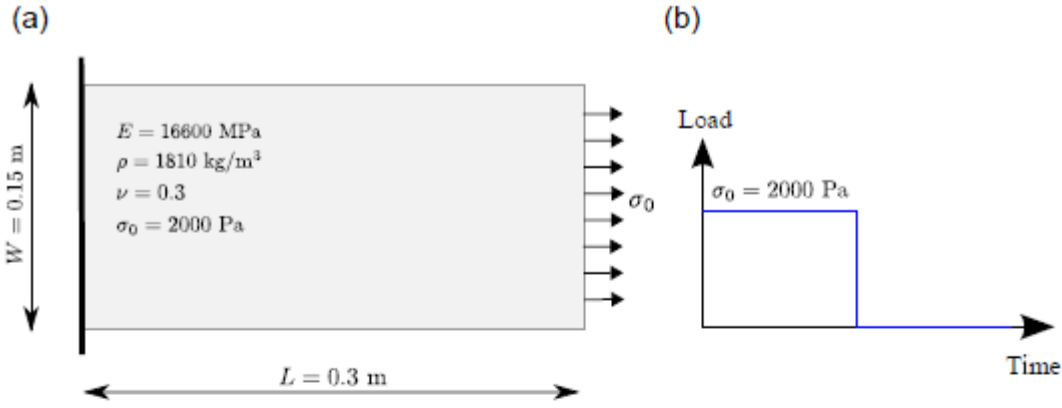 (a)
(b)
E = 16600 MPa
ρ = 1810 kg/m³
ν = 0.3
σ₀ = 2000 Pa
W = 0.15 m
L = 0.3 m
σ₀
Load
σ₀ = 2000 Pa
Time